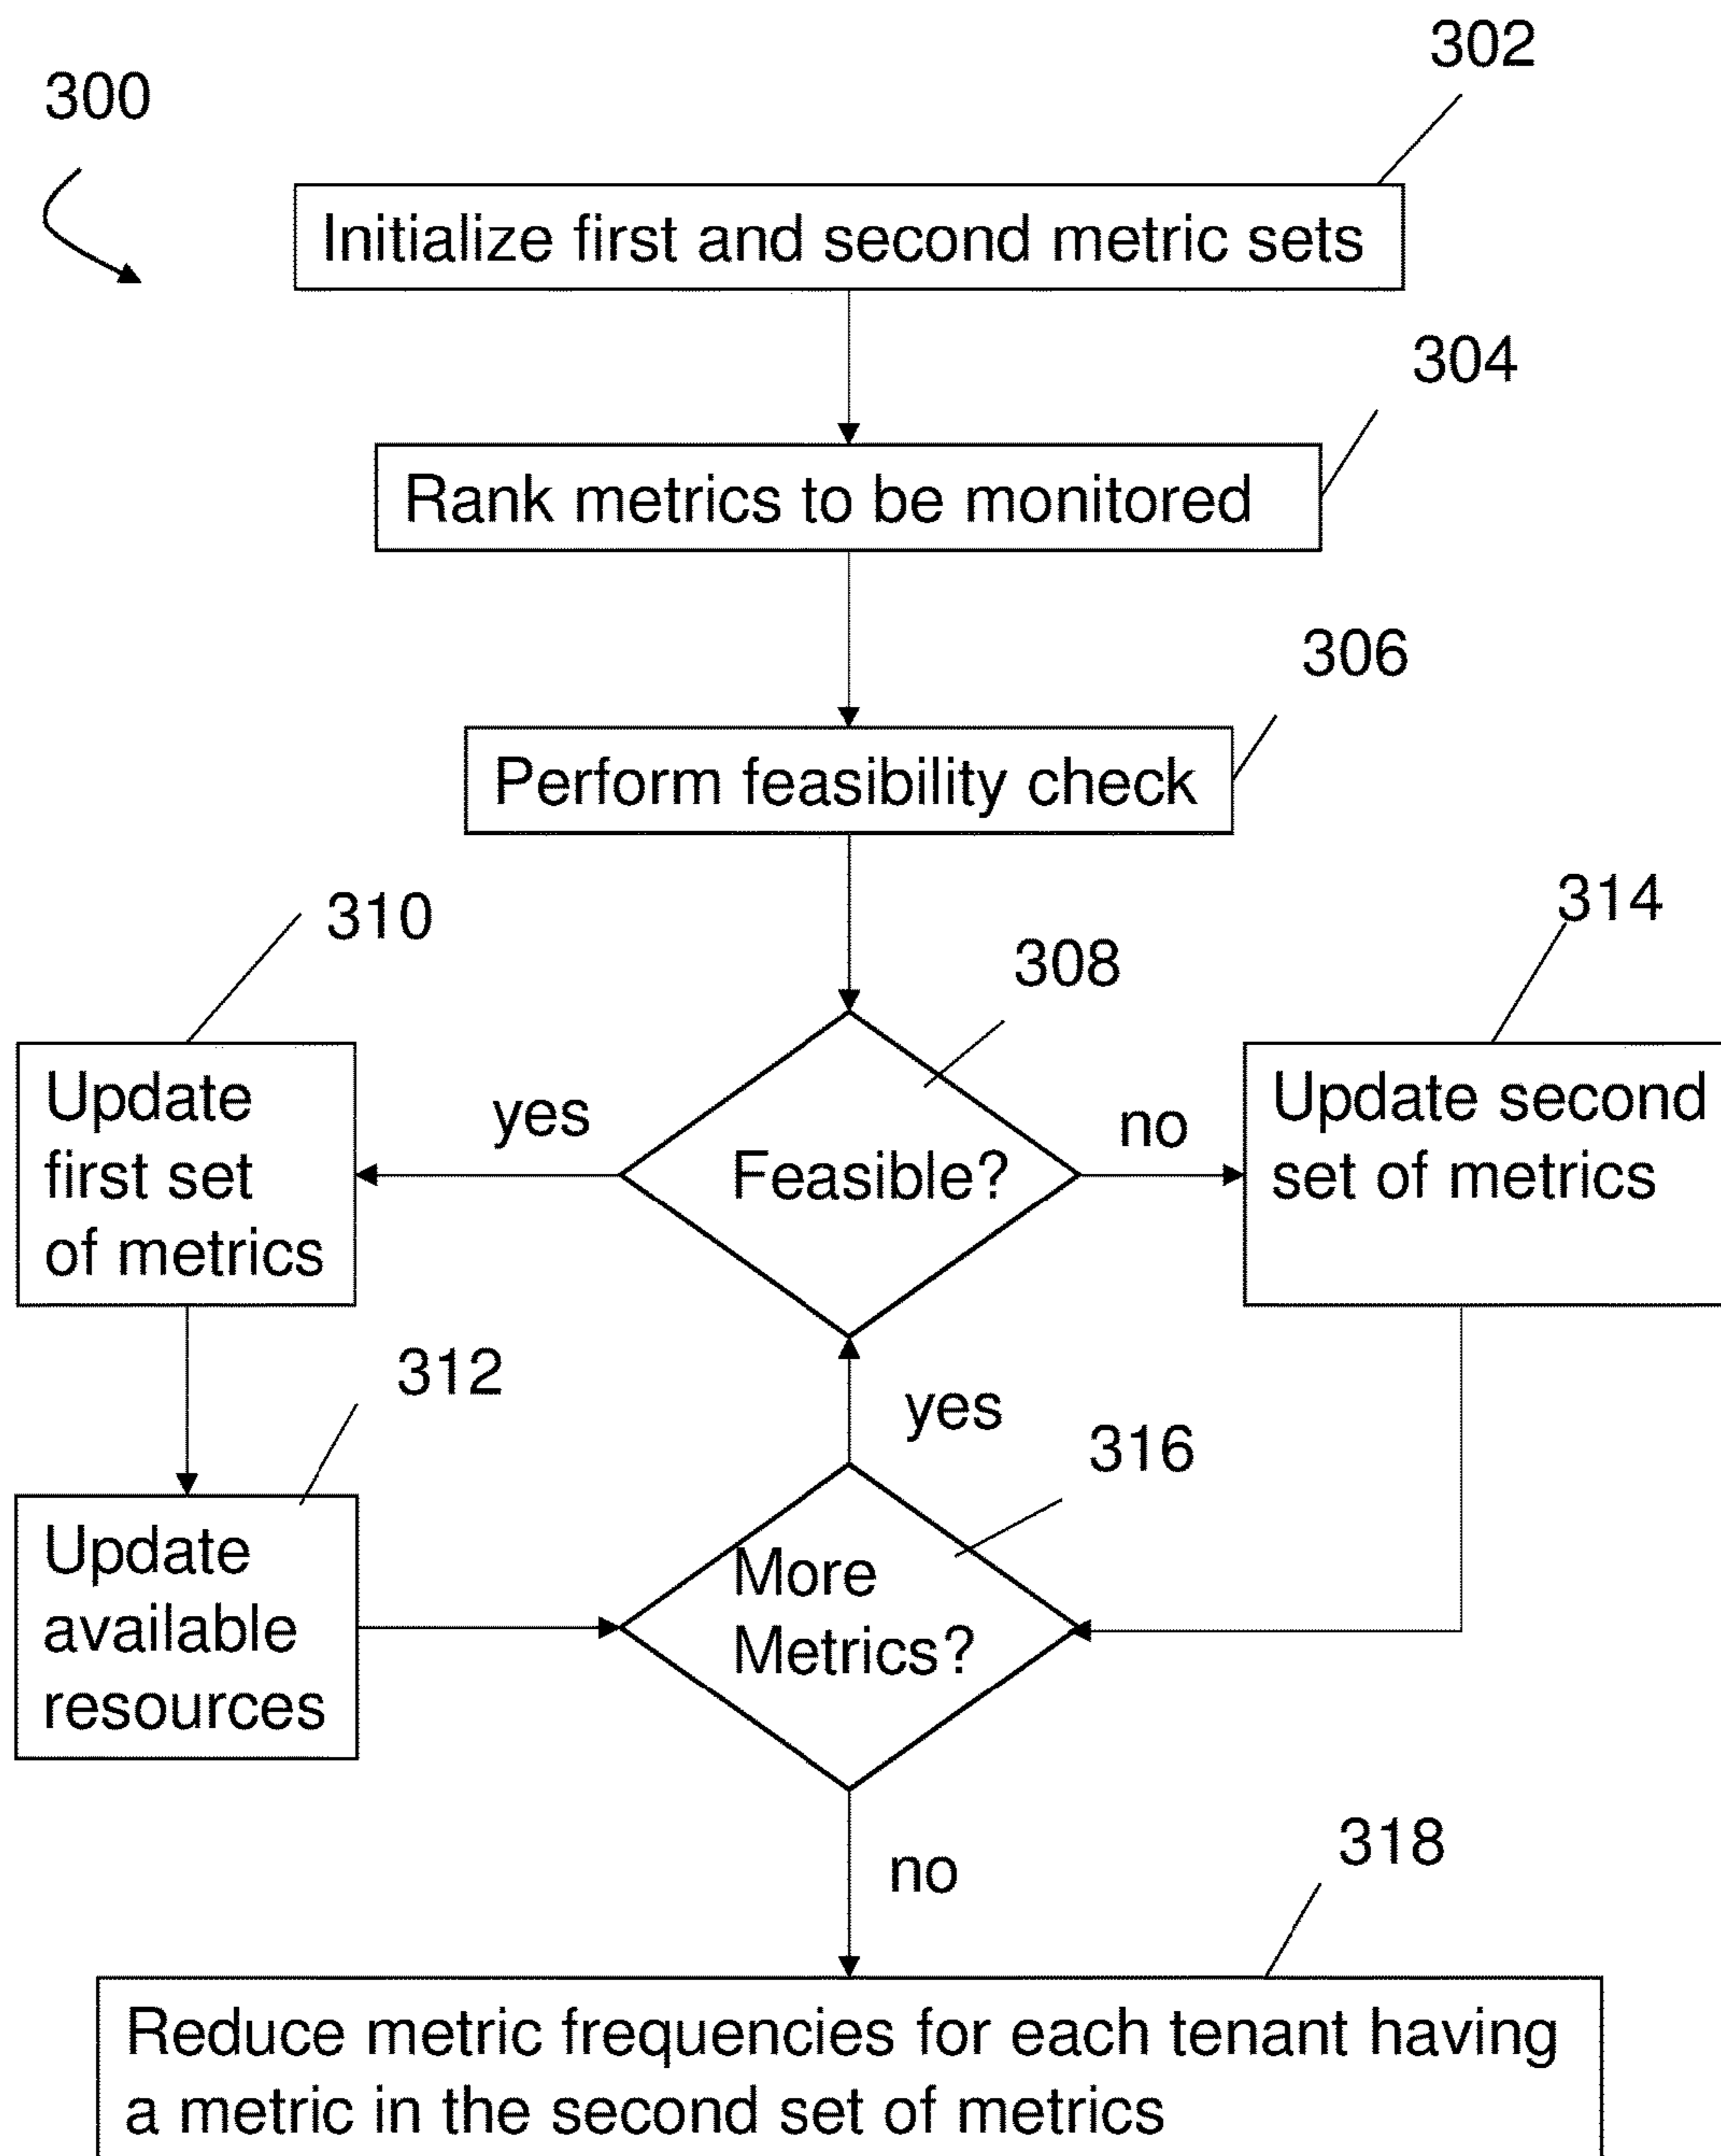 302
300
Initialize first and second metric sets
304
Rank metrics to be monitored
306
Perform feasibility check
310
314
308
Update
first set
of metrics
yes
Feasible?
no
Update second
set of metrics
312
yes
316
Update
available
resources
More
Metrics?
no
318
Reduce metric frequencies for each tenant having
a metric in the second set of metrics